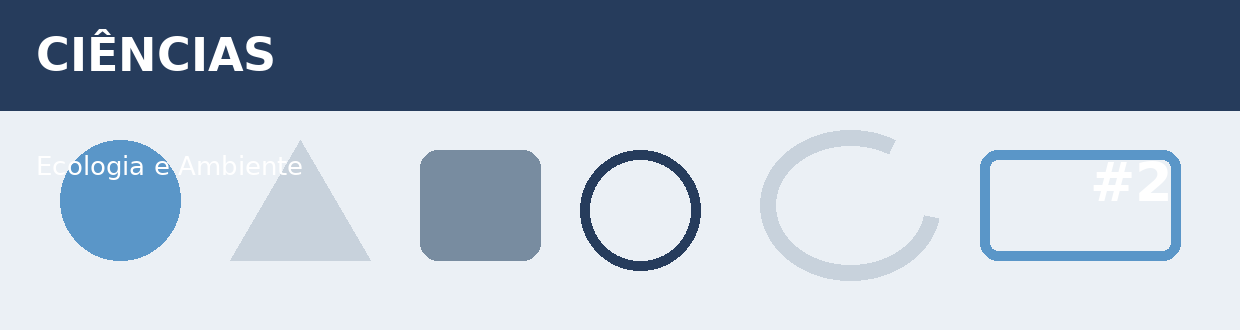 CIÊNCIAS
Ecologia e Ambiente
#2